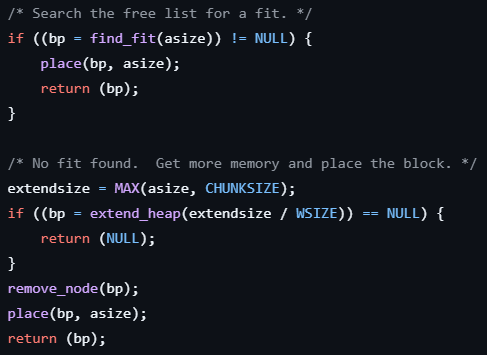 /* Search the free list for a fit. */
if ((bp = find_fit(asize)) != NULL) {
    place(bp, asize);
    return (bp);
}

/* No fit found.  Get more memory and place the block. */
extendsize = MAX(asize, CHUNKSIZE);
if ((bp = extend_heap(extendsize / WSIZE)) == NULL) {
    return (NULL);
}
remove_node(bp);
place(bp, asize);
return (bp);